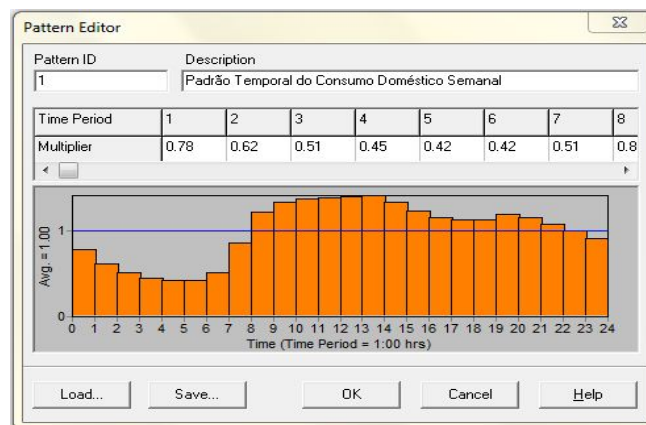 Pattern Editor
Pattern ID Description
1 Padrão Temporal do Consumo Doméstico Semanal
Time Period 1 2 3 4 5 6 7 8
Multiplier 0.78 0.62 0.51 0.45 0.42 0.42 0.51 0.8
Avg. = 1.00
1
0
0 1 2 3 4 5 6 7 8 9 10 11 12 13 14 15 16 17 18 19 20 21 22 23 24
Time (Time Period = 1:00 hrs)
Load... Save... OK Cancel Help